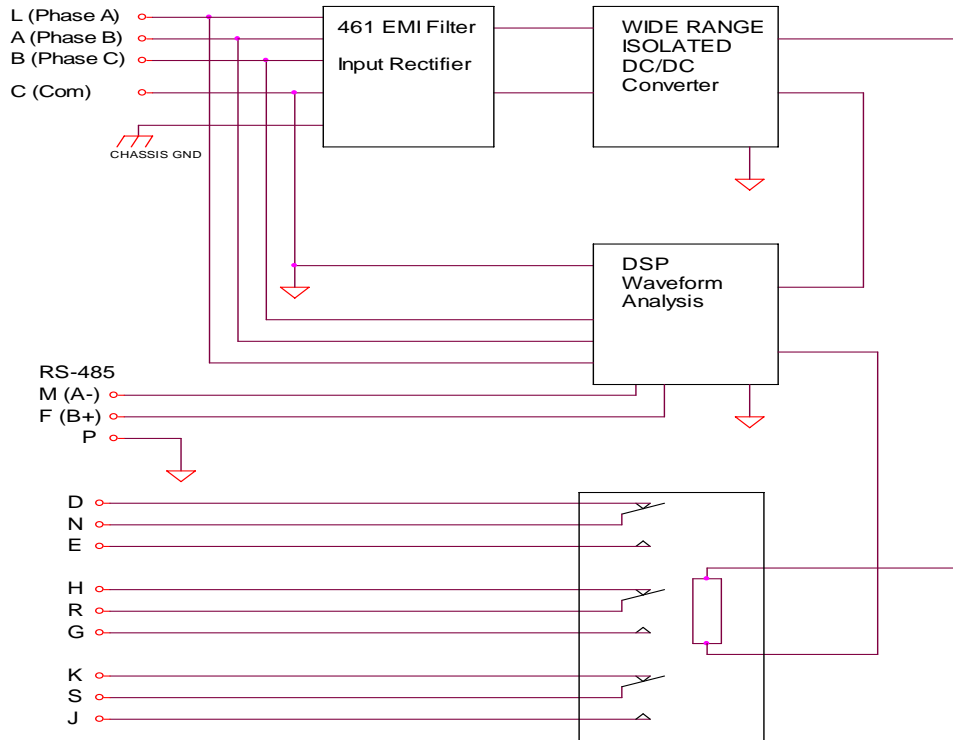 L (Phase A)
A (Phase B)
B (Phase C)
C (Com)
CHASSIS GND
461 EMI Filter
Input Rectifier
WIDE RANGE
ISOLATED
DC/DC
Converter
DSP
Waveform
Analysis
RS-485
M (A-)
F (B+)
P
D
N
E
H
R
G
K
S
J